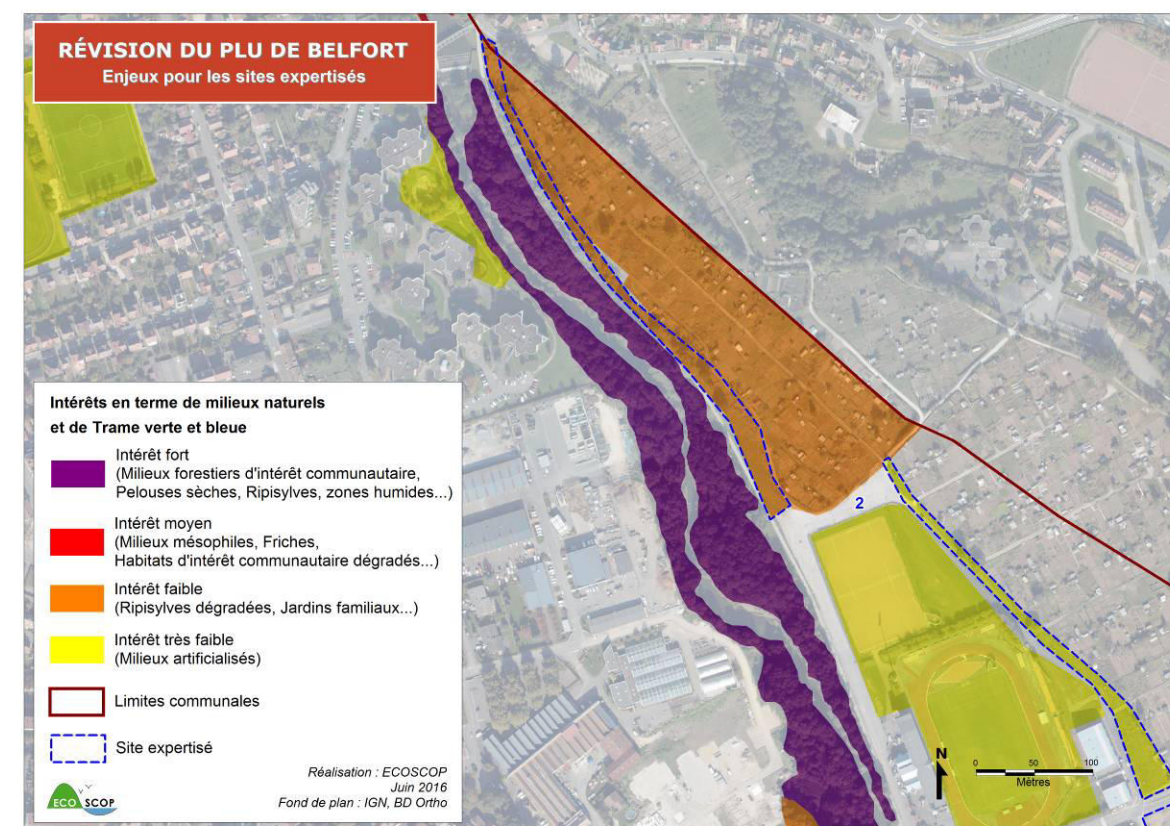 RÉVISION DU PLU DE BELFORT
Enjeux pour les sites expertisés
2
Intérêts en terme de milieux naturels
et de Trame verte et bleue
Intérêt fort
(Milieux forestiers d'intérêt communautaire,
Pelouses sèches, Ripisylves, zones humides...)
Intérêt moyen
(Milieux mésophiles, Friches,
Habitats d'intérêt communautaire dégradés...)
Intérêt faible
(Ripisylves dégradées, Jardins familiaux...)
Intérêt très faible
(Milieux artificialisés)
Limites communales
Site expertisé
Réalisation : ECOSCOP
Juin 2016
Fond de plan : IGN, BD Ortho
ECO SCOP
N
0 50 100
Mètres